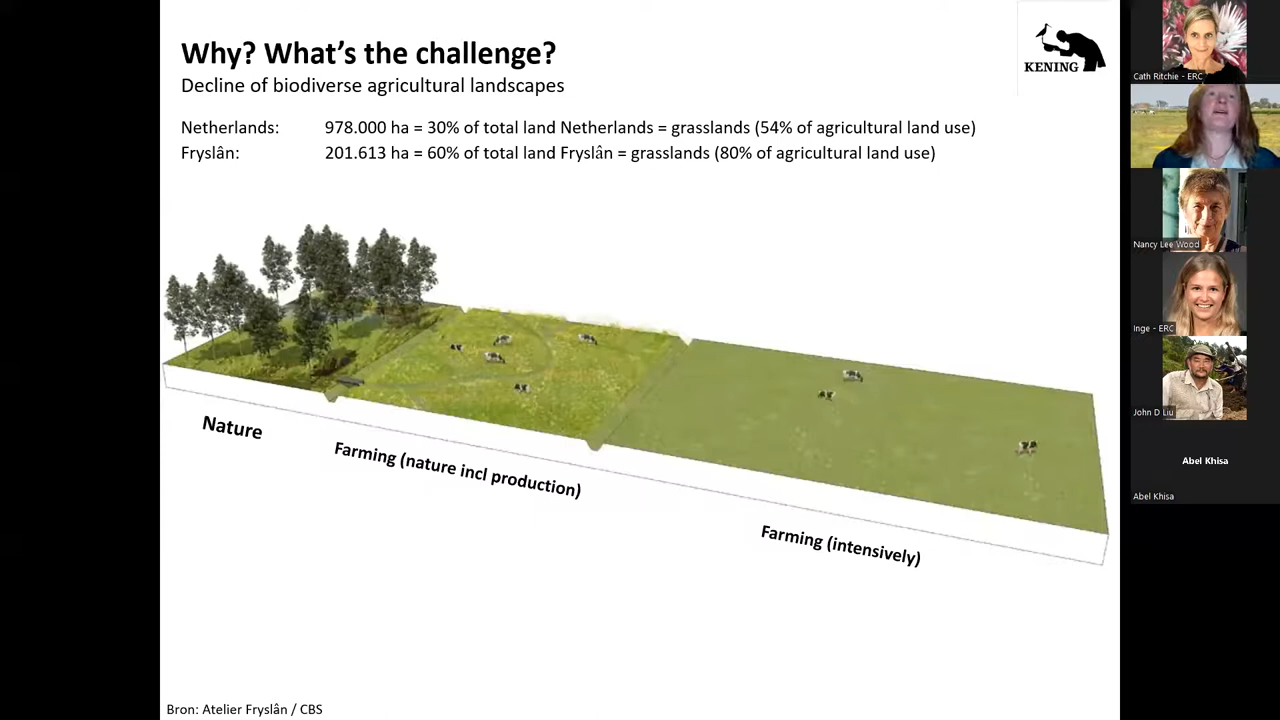 Why? What's the challenge?
Decline of biodiverse agricultural landscapes
Netherlands: 978.000 ha = 30% of total land Netherlands = grasslands (54% of agricultural land use)
Fryslân: 201.613 ha = 60% of total land Fryslân = grasslands (80% of agricultural land use)
KENING
Nature
Farming (nature incl production)
Farming (intensively)
Bron: Atelier Fryslân / CBS
Cath Ritchie - ERC
Nancy Lee Wood
Inge - ERC
John D Liu
Abel Khisa
Abel Khisa